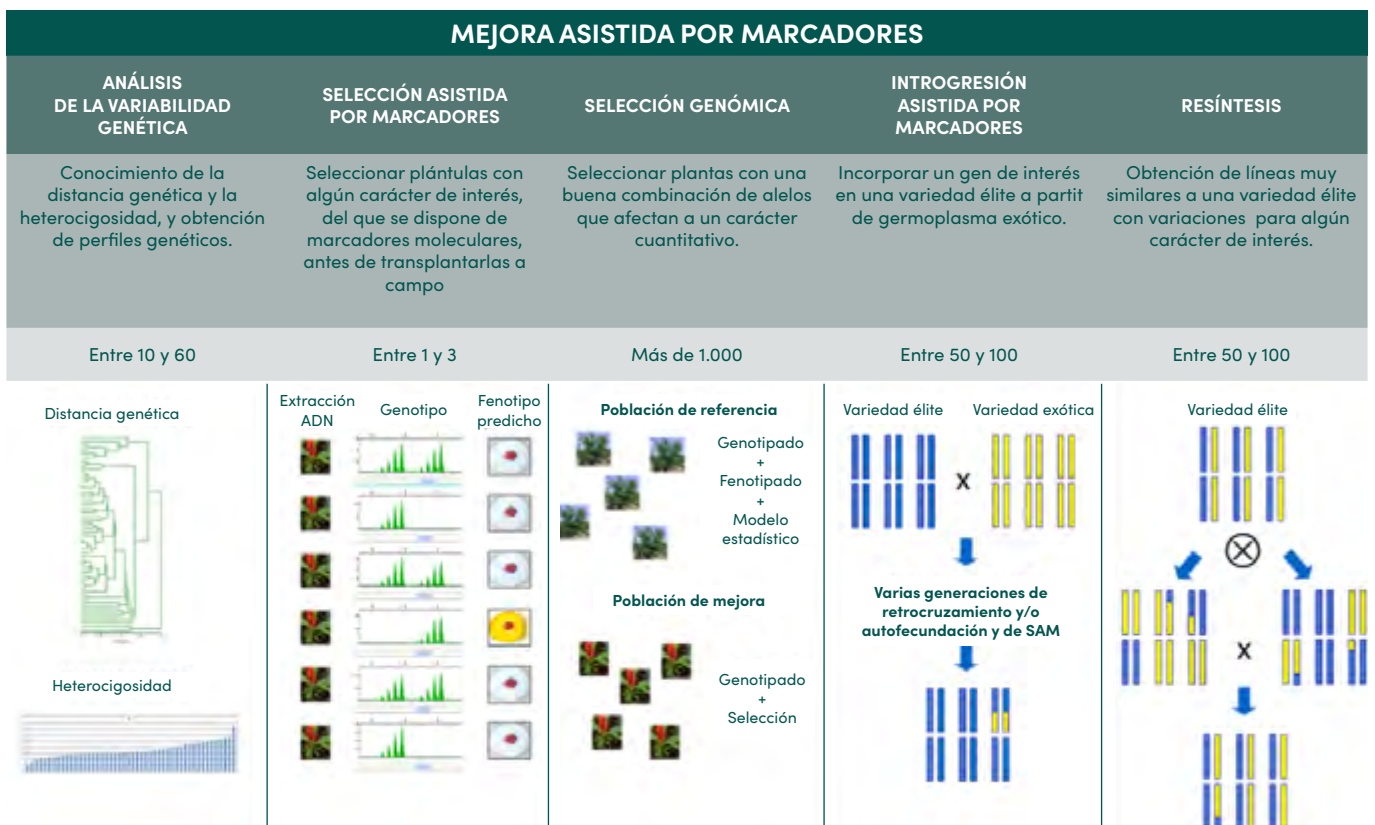 MEJORA ASISTIDA POR MARCADORES
ANÁLISIS
DE LA VARIABILIDAD
GENÉTICA
SELECCIÓN ASISTIDA
POR MARCADORES
SELECCIÓN GENÓMICA
INTROGRESIÓN
ASISTIDA POR
MARCADORES
RESÍNTESIS
Conocimiento de la
distancia genética y la
heterocigosidad, y obtención
de perfiles genéticos.
Seleccionar plántulas con
algún carácter de interés,
del que se dispone de
marcadores moleculares,
antes de transplantarlas a
campo
Seleccionar plantas con una
buena combinación de alelos
que afectan a un carácter
cuantitativo.
Incorporar un gen de interés
en una variedad élite a partit
de germoplasma exótico.
Obtención de líneas muy
similares a una variedad élite
con variaciones para algún
carácter de interés.
Entre 10 y 60
Entre 1 y 3
Más de 1.000
Entre 50 y 100
Entre 50 y 100
Distancia genética
Heterocigosidad
Extracción
ADN
Genotipo
Fenotipo
predicho
Población de referencia
Genotipado
+
Fenotipado
+
Modelo
estadístico
Población de mejora
Genotipado
+
Selección
Variedad élite
Variedad exótica
X
Varias generaciones de
retrocruzamiento y/o
autofecundación y de SAM
Variedad élite
X